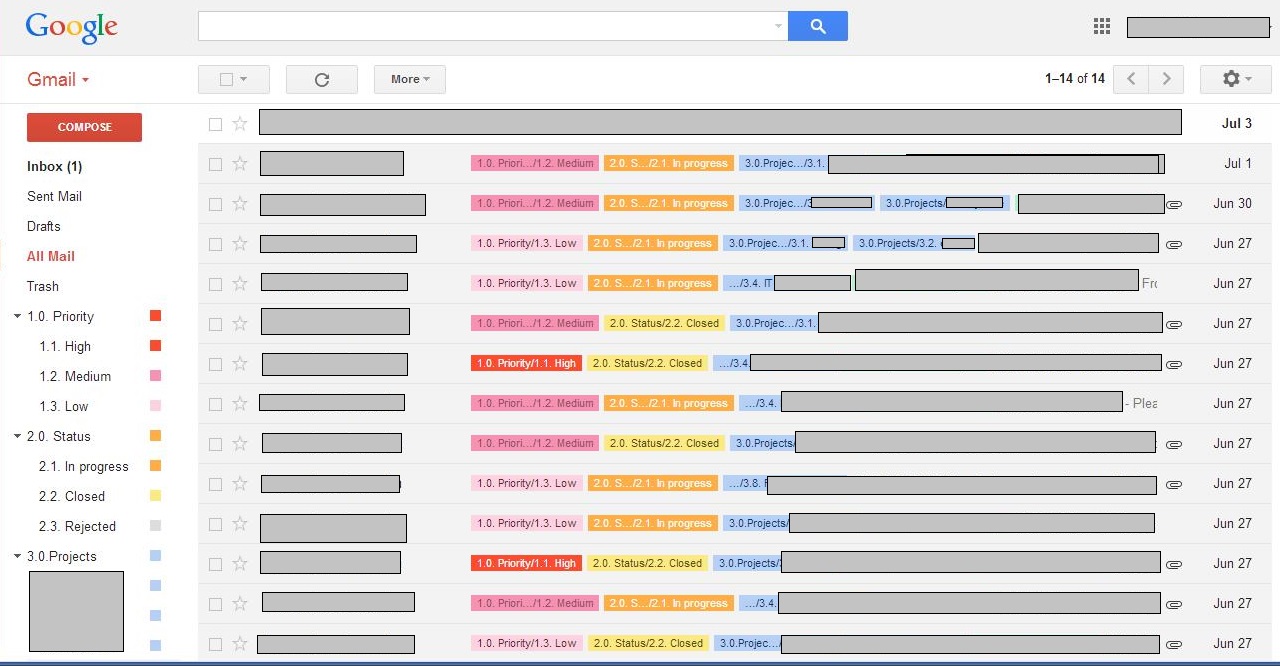 Google
Gmail More 1–14 of 14
COMPOSE Jul 3
Inbox (1) 1.0. Priori.../1.2. Medium 2.0. S.../2.1. In progress 3.0.Projec.../3.1. Jul 1
Sent Mail 1.0. Priori.../1.2. Medium 2.0. S.../2.1. In progress 3.0.Projec.../3 3.0.Projects/ Jun 30
Drafts 1.0. Priority/1.3. Low 2.0. S.../2.1. In progress 3.0.Projec.../3.1. 3.0.Projects/3.2. Jun 27
All Mail
Trash 1.0. Priority/1.3. Low 2.0. S.../2.1. In progress .../3.4. IT Jun 27
1.0. Priority 1.0. Priori.../1.2. Medium 2.0. Status/2.2. Closed 3.0.Projec.../3.1. Jun 27
1.1. High 1.0. Priority/1.1. High 2.0. Status/2.2. Closed .../3.4. Jun 27
1.2. Medium
1.3. Low 1.0. Priori.../1.2. Medium 2.0. S.../2.1. In progress .../3.4. - Plea Jun 27
2.0. Status 1.0. Priori.../1.2. Medium 2.0. Status/2.2. Closed 3.0.Projects/ Jun 27
2.1. In progress 1.0. Priority/1.3. Low 2.0. S.../2.1. In progress .../3.8. Jun 27
2.2. Closed
2.3. Rejected 1.0. Priority/1.3. Low 2.0. S.../2.1. In progress 3.0.Projects/ Jun 27
3.0.Projects 1.0. Priority/1.1. High 2.0. Status/2.2. Closed 3.0.Projects/ Jun 27
1.0. Priori.../1.2. Medium 2.0. S.../2.1. In progress .../3.4. Jun 27
1.0. Priority/1.3. Low 2.0. Status/2.2. Closed 3.0.Projec.../ Jun 27